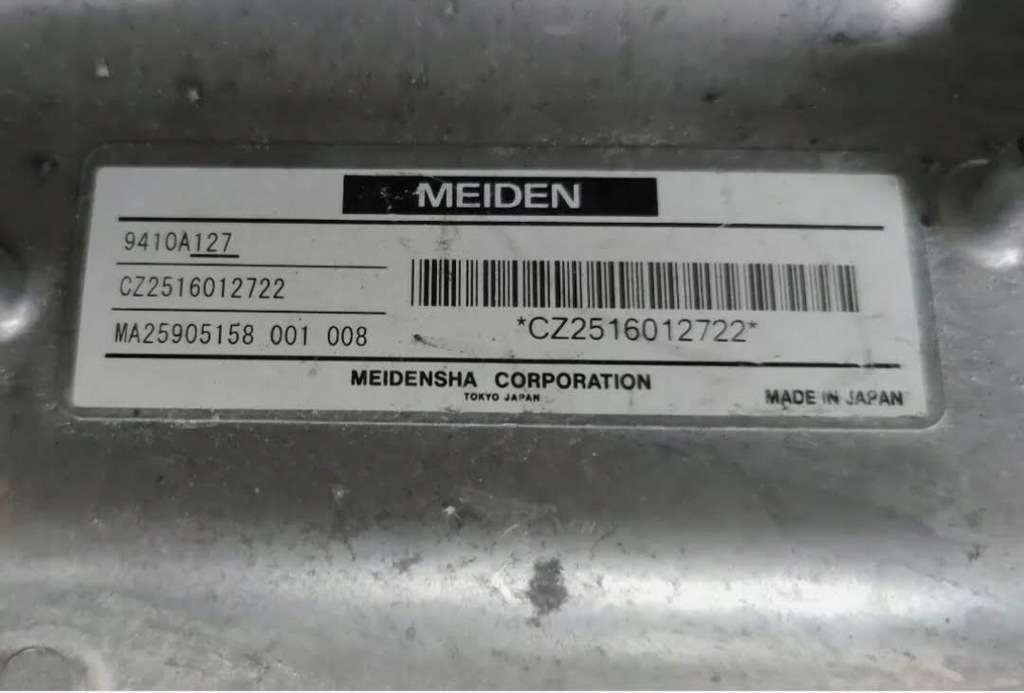 MEIDEN
9410A127
CZ2516012722
MA25905158 001 008
*CZ2516012722*
MEIDENSHA CORPORATION
TOKYO JAPAN
MADE IN JAPAN